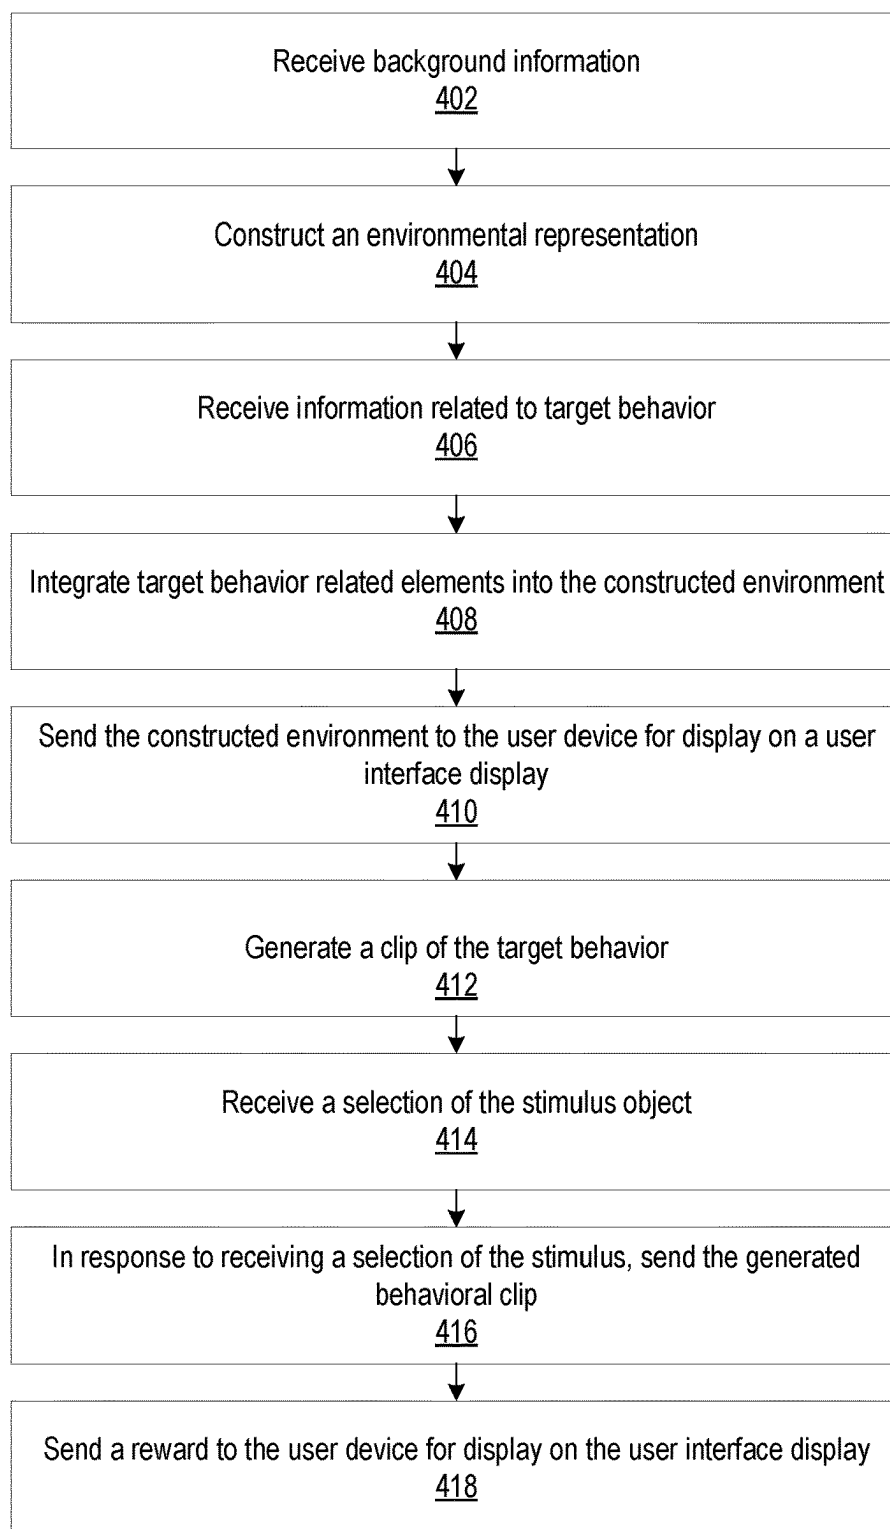 Receive background information
402
Construct an environmental representation
404
Receive information related to target behavior
406
Integrate target behavior related elements into the constructed environment
408
Send the constructed environment to the user device for display on a user
interface display
410
Generate a clip of the target behavior
412
Receive a selection of the stimulus object
414
In response to receiving a selection of the stimulus, send the generated
behavioral clip
416
Send a reward to the user device for display on the user interface display
418